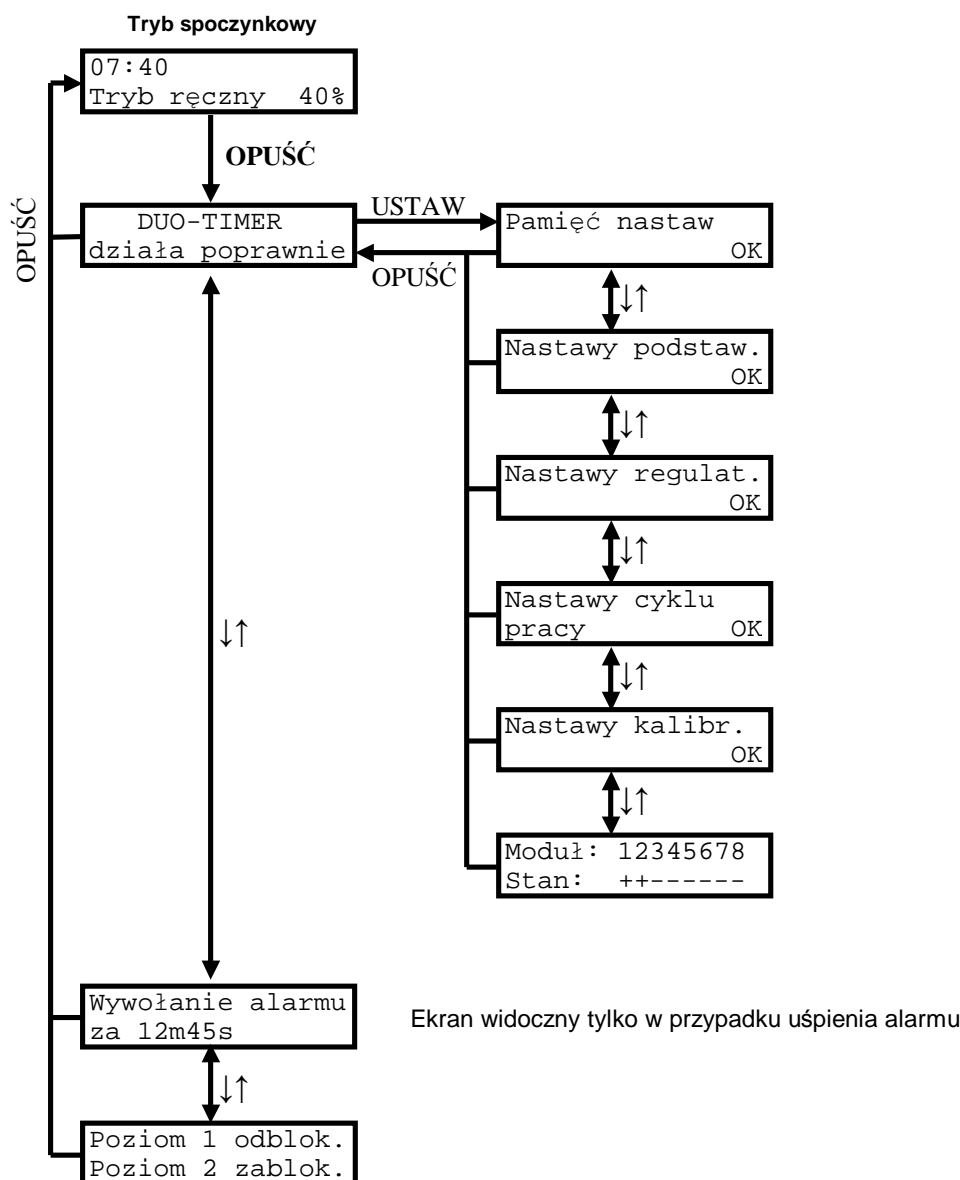 Tryb spoczynkowy
07:40
Tryb ręczny 40%
OPUŚĆ
OPUŚĆ
DUO-TIMER
działa poprawnie
USTAW
OPUŚĆ
Pamięć nastaw
OK
↓↑
Nastawy podstaw.
OK
↓↑
Nastawy regulat.
OK
↓↑
Nastawy cyklu
pracy OK
↓↑
Nastawy kalibr.
OK
↓↑
Moduł: 12345678
Stan: ++------
↓↑
Wywołanie alarmu
za 12m45s
Ekran widoczny tylko w przypadku uśpienia alarmu
↓↑
Poziom 1 odblok.
Poziom 2 zablok.